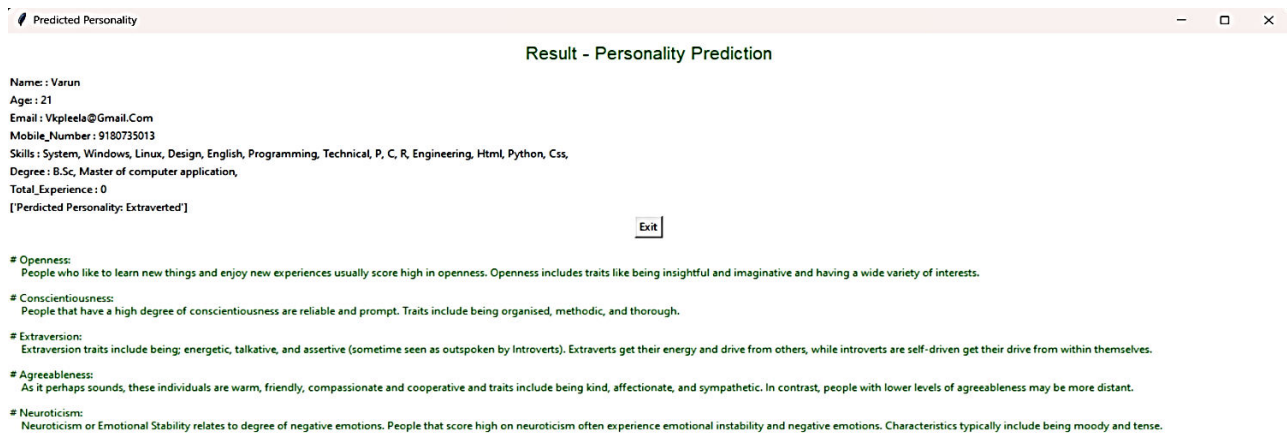 Predicted Personality
Result - Personality Prediction
Name: : Varun
Age: : 21
Email : Vkpleela@Gmail.Com
Mobile_Number : 9180735013
Skills : System, Windows, Linux, Design, English, Programming, Technical, P, C, R, Engineering, Html, Python, Css,
Degree : B.Sc, Master of computer application,
Total_Experience : 0
['Perdicted Personality: Extraverted']
Exit
# Openness:
People who like to learn new things and enjoy new experiences usually score high in openness. Openness includes traits like being insightful and imaginative and having a wide variety of interests.
# Conscientiousness:
People that have a high degree of conscientiousness are reliable and prompt. Traits include being organised, methodic, and thorough.
# Extraversion:
Extraversion traits include being; energetic, talkative, and assertive (sometime seen as outspoken by Introverts). Extraverts get their energy and drive from others, while introverts are self-driven get their drive from within themselves.
# Agreeableness:
As it perhaps sounds, these individuals are warm, friendly, compassionate and cooperative and traits include being kind, affectionate, and sympathetic. In contrast, people with lower levels of agreeableness may be more distant.
# Neuroticism:
Neuroticism or Emotional Stability relates to degree of negative emotions. People that score high on neuroticism often experience emotional instability and negative emotions. Characteristics typically include being moody and tense.